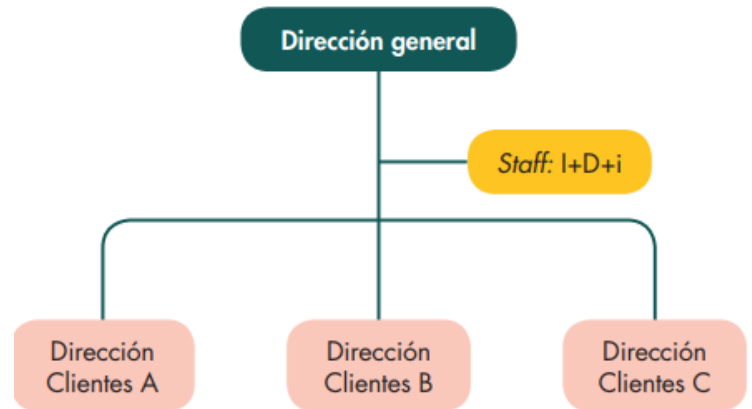 Dirección general
Staff: I+D+i
Dirección
Clientes A
Dirección
Clientes B
Dirección
Clientes C